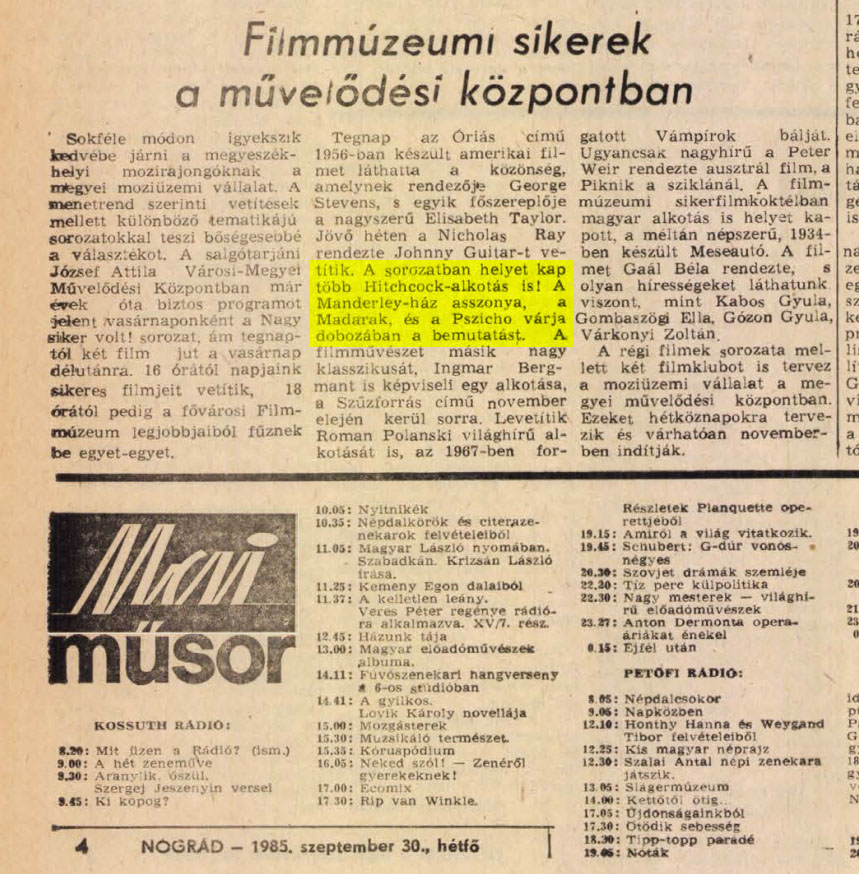 Filmmúzeumi sikerek
a művelődési központban
Sokféle módon igyekszik
kedvébe járni a megyeszék-
helyi mozirajongóknak a
megyei moziüzemi vállalat. A
menetrend szerinti vetítések
mellett különböző tematikájú
sorozatokkal teszi bőségesebbé
a választékot. A salgótarjáni
József Attila Városi-Megyei
Művelődési Központban már
évek óta biztos programot
jelent vasárnaponként a Nagy
siker volt! sorozat, ám tegnap-
tól két film jut a vasárnap
délutánra. 16 órától napjaink
sikeres filmjeit vetítik, 18
órától pedig a fővárosi Film-
múzeum legjobbjaiból fűznek
be egyet-egyet.
Tegnap az Óriás című
1956-ban készült amerikai fil-
met láthatta a közönség,
amelynek rendezője George
Stevens, s egyik főszereplője
a nagyszerű Elisabeth Taylor.
Jövő héten a Nicholas Ray
rendezte Johnny Guitar-t ve-
títik. A sorozatban helyet kap
több Hitchcock-alkotás is! A
Manderley-ház asszonya, a
Madarak, és a Pszicho várja
dobozában a bemutatást. A
filmművészet másik nagy
klasszikusát, Ingmar Berg-
mant is képviseli egy alkotása,
a Szűzforrás című november
elején kerül sorra. Levetítik
Roman Polanski világhírű al-
kotását is, az 1967-ben for-
gatott Vámpírok bálját.
Ugyancsak nagyhírű a Peter
Weir rendezte ausztrál film, a
Piknik a sziklánál. A film-
múzeumi sikerfilmkoktélban
magyar alkotás is helyet ka-
pott, a méltán népszerű, 1934-
ben készült Meseautó. A fil-
met Gaál Béla rendezte, s
olyan hírességeket láthatunk
viszont, mint Kabos Gyula,
Gombaszögi Ella, Gózon Gyula,
Várkonyi Zoltán.
A régi filmek sorozata mel-
lett két filmklubot is tervez
a moziüzemi vállalat a me-
gyei művelődési központban.
Ezeket hétköznapokra terve-
zik és várhatóan november-
ben indítják.
Mai
műsor
KOSSUTH RÁDIÓ:
8.20: Mit üzen a Rádió? (ism.)
9.00: A hét zeneműve
9.30: Aranylik, őszül.
Szergej Jeszenyin versei
9.45: Ki kopog?
10.05: Nyitnikék
10.35: Népdalkörök és citeraze-
nekarok felvételeiből
11.05: Magyar László nyomában.
Szabadkán. Krizsán László
írása.
11.25: Kemény Egon dalaiból
11.37: A kelletlen leány.
Veres Péter regénye rádió-
ra alkalmazva. XV/7. rész.
12.45: Házunk tája
13.00: Magyar előadóművészek
albuma.
14.11: Fúvószenekari hangverseny
a 6-os stúdióban
14.41: A gyilkos.
Lovik Károly novellája
15.00: Mozgásterek
15.30: Muzsikáló természet
15.35: Kóruspódium
16.05: Neked szól! — Zenéről
gyerekeknek!
17.00: Ecomix
17.30: Rip van Winkle.
Részletek Planquette ope-
rettjéből
19.15: Amiről a világ vitatkozik.
19.45: Schubert: G-dúr vonós-
négyes
20.30: Szovjet drámák szemléje
22.20: Tíz perc külpolitika
22.30: Nagy mesterek — világhí-
rű előadóművészek
23.27: Anton Dermonta opera-
áriákat énekel
0.15: Éjfél után
PETŐFI RÁDIÓ:
8.05: Népdalcsokor
9.05: Napközben
12.10: Honthy Hanna és Weygand
Tibor felvételeiből
12.25: Kis magyar néprajz
12.30: Szalai Antal népi zenekara
játszik.
13.05: Slágermúzeum
14.00: Kettőtől ötig...
17.05: Újdonságainkból
17.30: Ötödik sebesség
18.30: Tipp-topp parádé
19.05: Nóták
4 NÓGRÁD — 1985. szeptember 30., hétfő